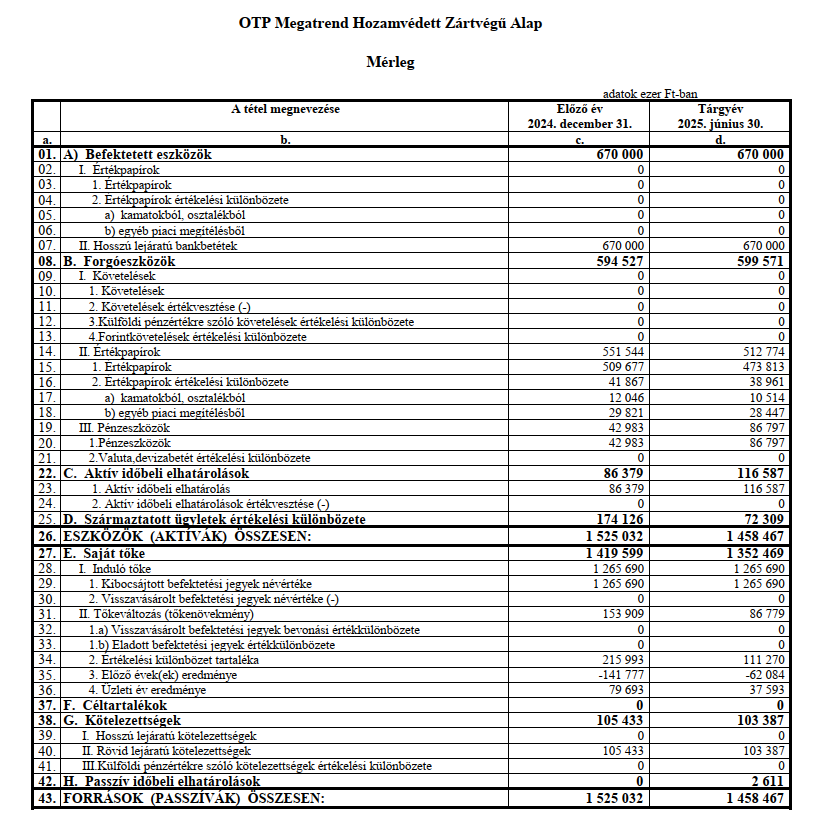 OTP Megatrend Hozamvédett Zártvégű Alap
Mérleg
adatok ezer Ft-ban
A tétel megnevezése Előző év Tárgyév
2024. december 31. 2025. június 30.
a. b. c. d.
01. A) Befektetett eszközök 670 000 670 000
02. I. Értékpapírok 0 0
03. 1. Értékpapírok 0 0
04. 2. Értékpapírok értékelési különbözete 0 0
05. a) kamatokból, osztalékból 0 0
06. b) egyéb piaci megítélésből 0 0
07. II. Hosszú lejáratú bankbetétek 670 000 670 000
08. B. Forgóeszközök 594 527 599 571
09. I. Követelések 0 0
10. 1. Követelések 0 0
11. 2. Követelések értékvesztése (-) 0 0
12. 3.Külföldi pénzértékre szóló követelések értékelési különbözete 0 0
13. 4.Forintkövetelések értékelési különbözete 0 0
14. II. Értékpapírok 551 544 512 774
15. 1. Értékpapírok 509 677 473 813
16. 2. Értékpapírok értékelési különbözete 41 867 38 961
17. a) kamatokból, osztalékból 12 046 10 514
18. b) egyéb piaci megítélésből 29 821 28 447
19. III. Pénzeszközök 42 983 86 797
20. 1.Pénzeszközök 42 983 86 797
21. 2.Valuta,devizabetét értékelési különbözete 0 0
22. C. Aktív időbeli elhatárolások 86 379 116 587
23. 1. Aktív időbeli elhatárolás 86 379 116 587
24. 2. Aktív időbeli elhatárolások értékvesztése (-) 0 0
25. D. Származtatott ügyletek értékelési különbözete 174 126 72 309
26. ESZKÖZÖK (AKTÍVÁK) ÖSSZESEN: 1 525 032 1 458 467
27. E. Saját tőke 1 419 599 1 352 469
28. I. Induló tőke 1 265 690 1 265 690
29. 1. Kibocsájtott befektetési jegyek névértéke 1 265 690 1 265 690
30. 2. Visszavásárolt befektetési jegyek névértéke (-) 0 0
31. II. Tőkeváltozás (tőkenövekmény) 153 909 86 779
32. 1.a) Visszavásárolt befektetési jegyek bevonási értékkülönbözete 0 0
33. 1.b) Eladott befektetési jegyek értékkülönbözete 0 0
34. 2. Értékelési különbözet tartaléka 215 993 111 270
35. 3. Előző évek(ek) eredménye -141 777 -62 084
36. 4. Üzleti év eredménye 79 693 37 593
37. F. Céltartalékok 0 0
38. G. Kötelezettségek 105 433 103 387
39. I. Hosszú lejáratú kötelezettségek 0 0
40. II. Rövid lejáratú kötelezettségek 105 433 103 387
41. III.Külföldi pénzértékre szóló kötelezettségek értékelési különbözete 0 0
42. H. Passzív időbeli elhatárolások 0 2 611
43. FORRÁSOK (PASSZÍVÁK) ÖSSZESEN: 1 525 032 1 458 467